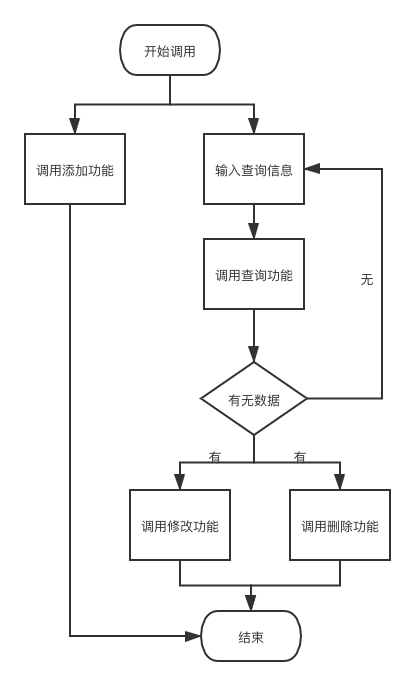 开始调用
调用添加功能
输入查询信息
调用查询功能
无
有无数据
有
有
调用修改功能
调用删除功能
结束